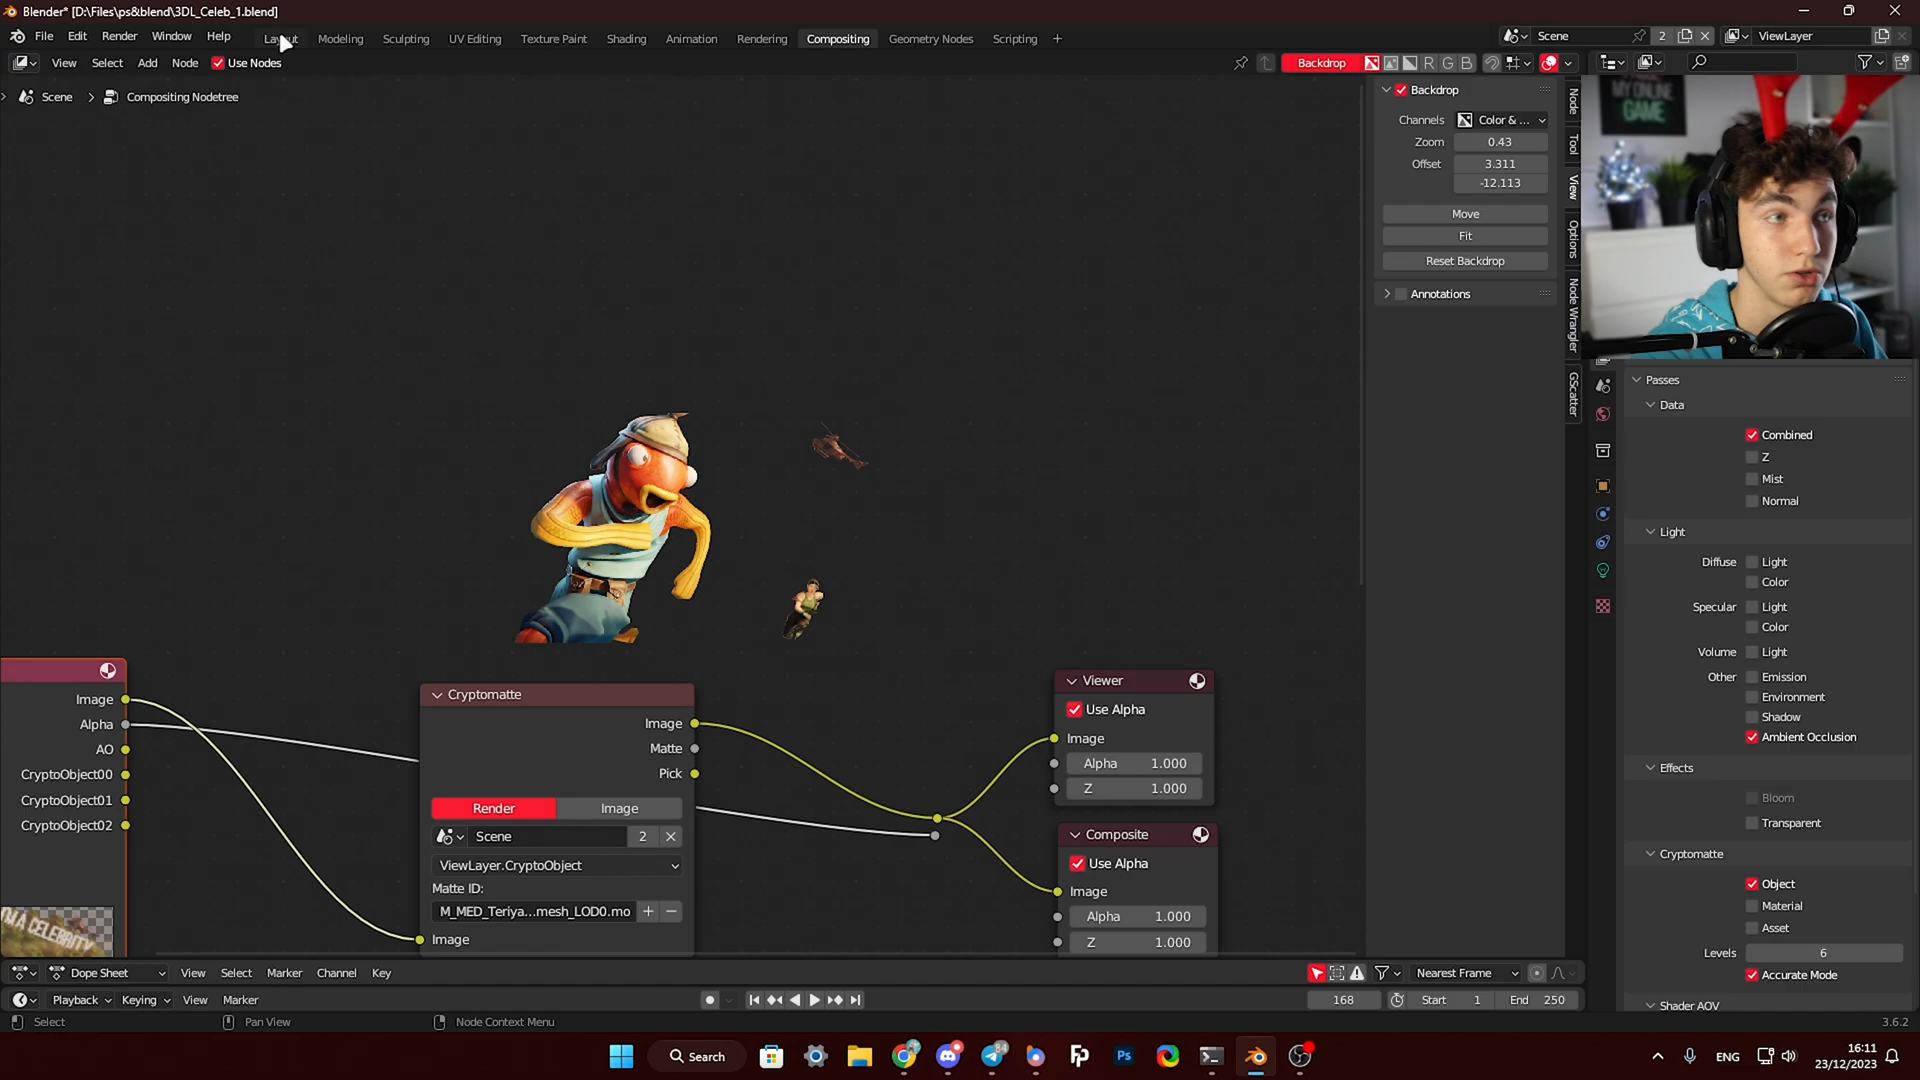 Blender* [D:\Files\ps&blend\3DL_Celeb_1.blend]
File Edit Render Window Help
Layout Modeling Sculpting UV Editing Texture Paint Shading Animation Rendering Compositing Geometry Nodes Scripting +
Scene 2 ViewLayer
View Select Add Node Use Nodes
Backdrop R G B
Scene > Compositing Nodetree
Backdrop
Channels Color & ...
Zoom 0.43
Offset 3.311
-12.113
Move
Fit
Reset Backdrop
Annotations
Node
Tool
View
Options
Node Wrangler
GScatter
MY ONLINE
GAME
Passes
Data
Combined
Z
Mist
Normal
Light
Diffuse Light
Color
Specular Light
Color
Volume Light
Other Emission
Environment
Shadow
Ambient Occlusion
Effects
Bloom
Transparent
Cryptomatte
Object
Material
Asset
Levels 6
Accurate Mode
Shader AOV
Image
Alpha
AO
CryptoObject00
CryptoObject01
CryptoObject02
CELEBRITY
Cryptomatte
Image
Matte
Pick
Render Image
Scene 2
ViewLayer.CryptoObject
Matte ID:
M_MED_Teriya...mesh_LOD0.mo
Image
Viewer
Use Alpha
Image
Alpha 1.000
Z 1.000
Composite
Use Alpha
Image
Alpha 1.000
Z 1.000
Dope Sheet View Select Marker Channel Key
Nearest Frame
Playback Keying View Marker
168 Start 1 End 250
Select Pan View Node Context Menu
3.6.2
Search
Ps
84
ENG
16:11
23/12/2023